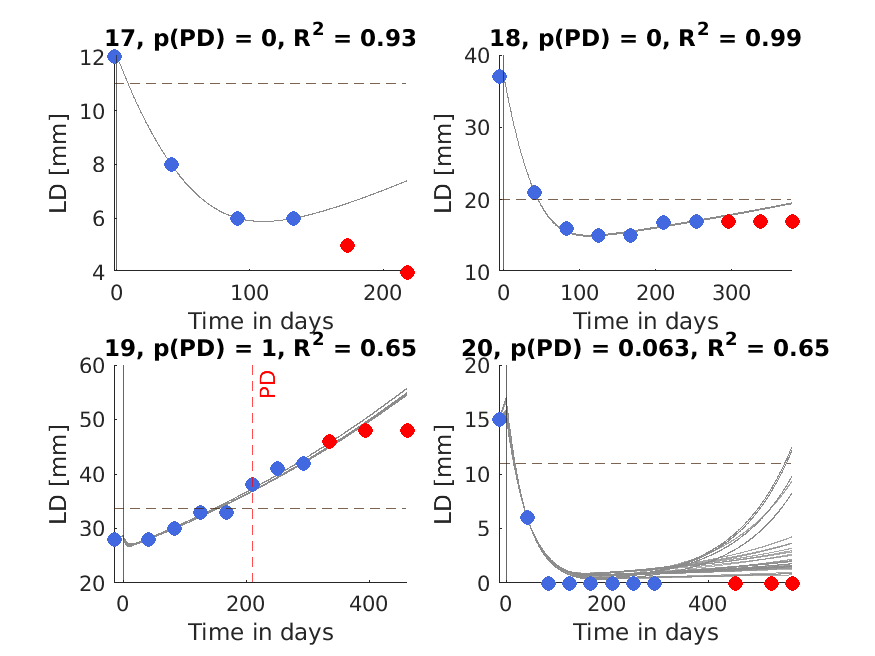 17, p(PD) = 0, R² = 0.93
12
10
8
6
4
LD [mm]
0 100 200
Time in days
18, p(PD) = 0, R² = 0.99
40
30
20
10
LD [mm]
0 100 200 300
Time in days
19, p(PD) = 1, R² = 0.65
60
50
40
30
20
LD [mm]
PD
0 200 400
Time in days
20, p(PD) = 0.063, R² = 0.65
20
15
10
5
0
LD [mm]
0 200 400
Time in days